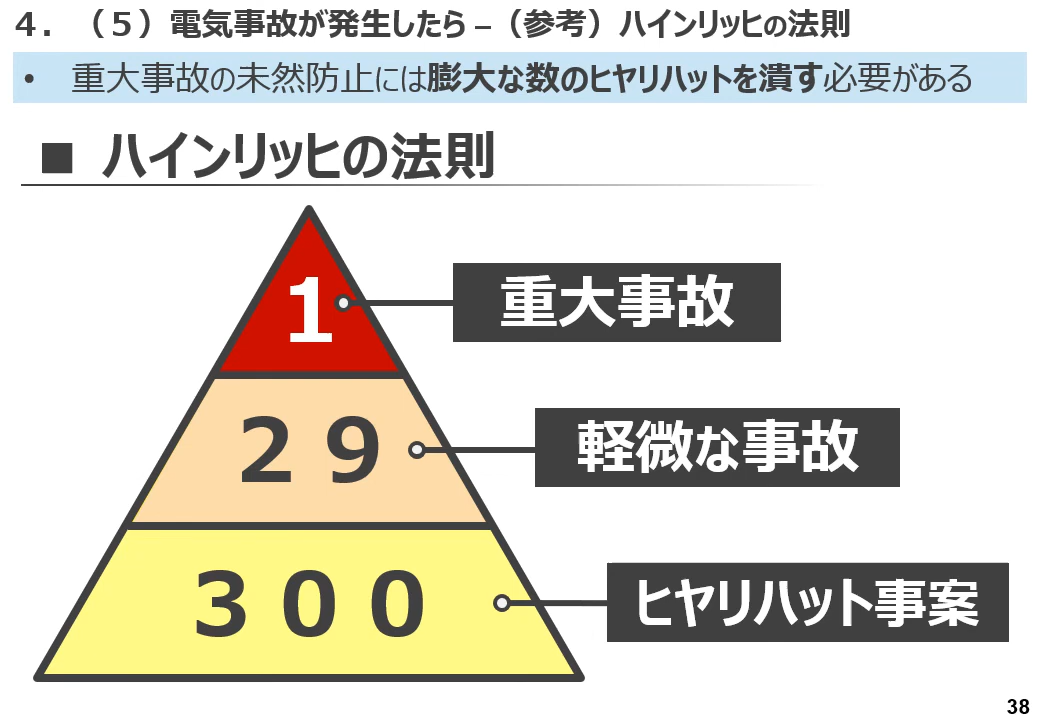 ４．（５）電気事故が発生したら –（参考）ハインリッヒの法則
• 重大事故の未然防止には膨大な数のヒヤリハットを潰す必要がある
■ ハインリッヒの法則
1
重大事故
２９
軽微な事故
３００
ヒヤリハット事案
38